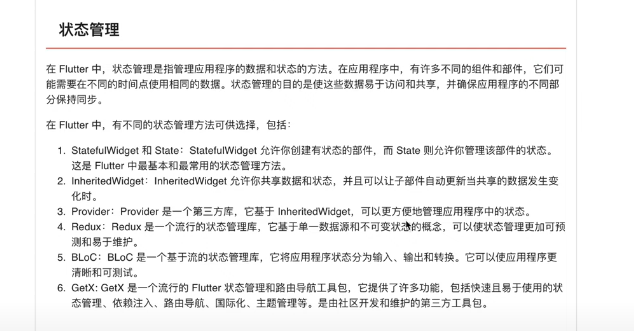 状态管理
在 Flutter 中，状态管理是指管理应用程序的数据和状态的方法。在应用程序中，有许多不同的组件和部件，它们可
能需要在不同的时间点使用相同的数据。状态管理的目的是使这些数据易于访问和共享，并确保应用程序的不同部
分保持同步。
在 Flutter 中，有不同的状态管理方法可供选择，包括：
1. StatefulWidget 和 State：StatefulWidget 允许你创建有状态的部件，而 State 则允许你管理该部件的状态。
这是 Flutter 中最基本和最常用的状态管理方法。
2. InheritedWidget：InheritedWidget 允许你共享数据和状态，并且可以让子部件自动更新当共享的数据发生变
化时。
3. Provider：Provider 是一个第三方库，它基于 InheritedWidget，可以更方便地管理应用程序中的状态。
4. Redux：Redux 是一个流行的状态管理库，它基于单一数据源和不可变状态的概念，可以使状态管理更加可预
测和易于维护。
5. BLoC：BLoC 是一个基于流的状态管理库，它将应用程序状态分为输入、输出和转换。它可以使应用程序更
清晰和可测试。
6. GetX: GetX 是一个流行的 Flutter 状态管理和路由导航工具包，它提供了许多功能，包括快速且易于使用的状
态管理、依赖注入、路由导航、国际化、主题管理等。是由社区开发和维护的第三方工具包。